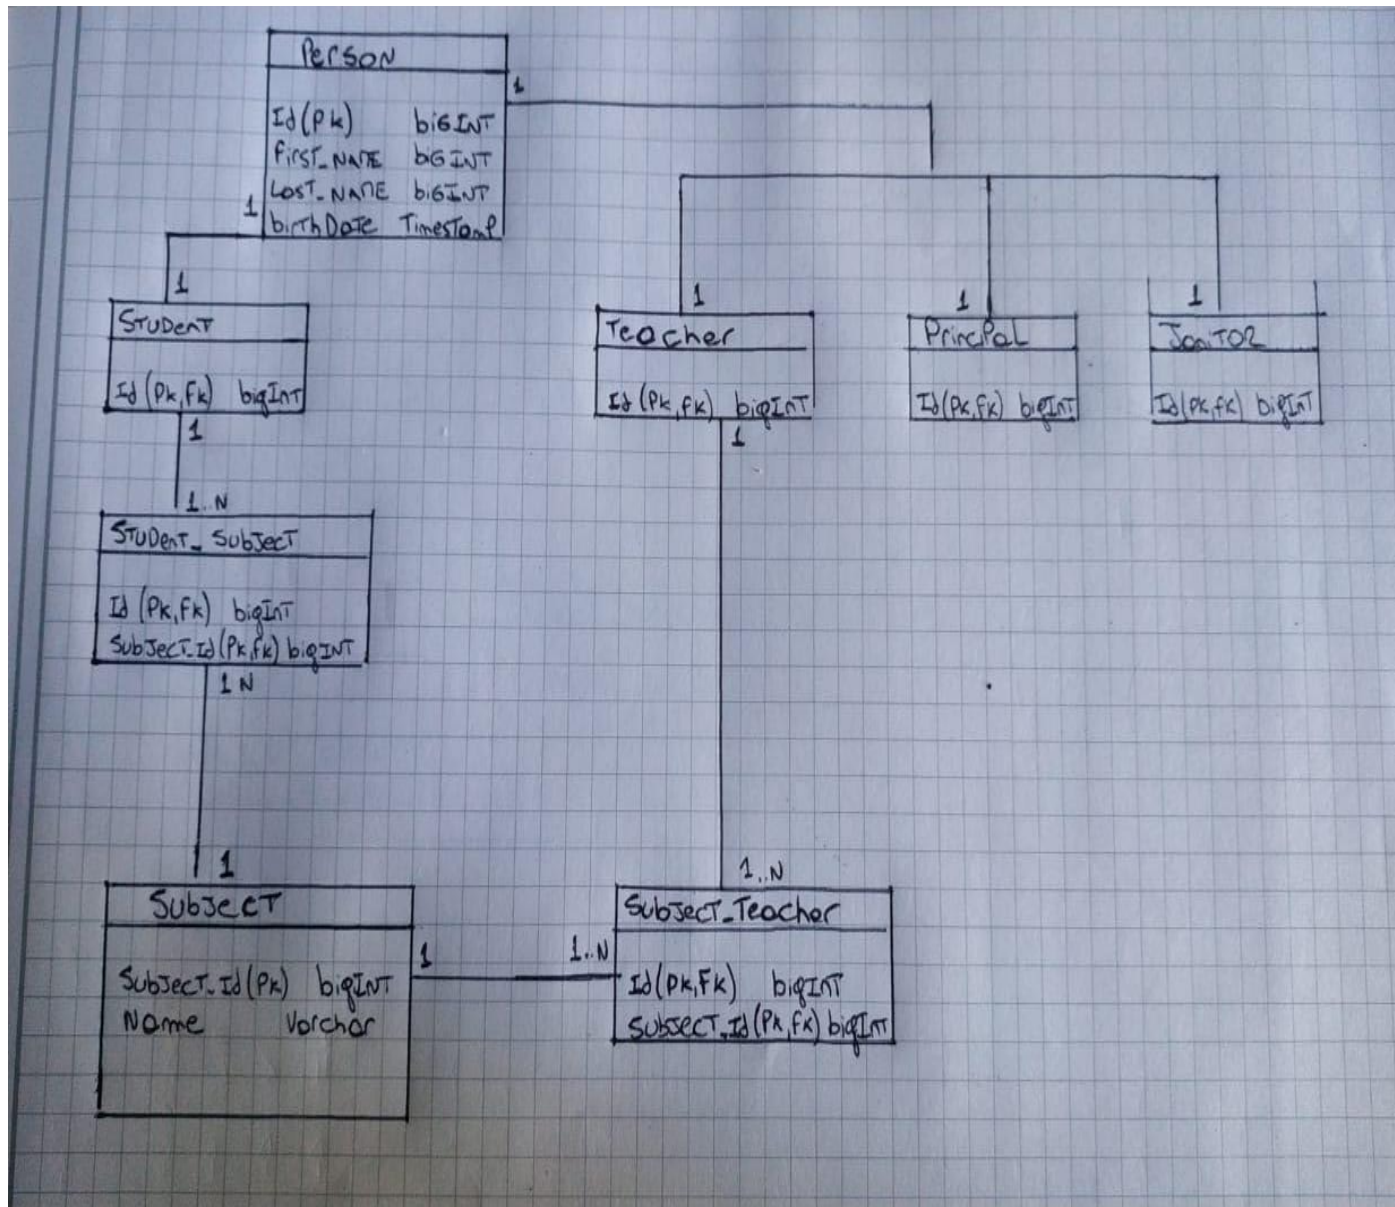 Person
1
Id (Pk) bigINT
first_NAME bigINT
Last_NAME bigINT
1
birthDate Timestamp
1
Student
Id (Pk,fk) bigInt
1
1
Teacher
Id (Pk,fk) bigInt
1
1
PrincPal
Id(Pk,fk) bigInt
1
JaniTOR
Id(Pk,fk) bigInt
1..N
Student_Subject
Id (Pk,fk) bigInt
Subject_Id(Pk,fk) bigINT
1 N
1
Subject
Subject_Id(Pk) bigINT
Name Varchar
1
1..N
1..N
Subject_Teacher
Id(Pk,Fk) bigInt
Subject_Id(Pk,fk) bigInt